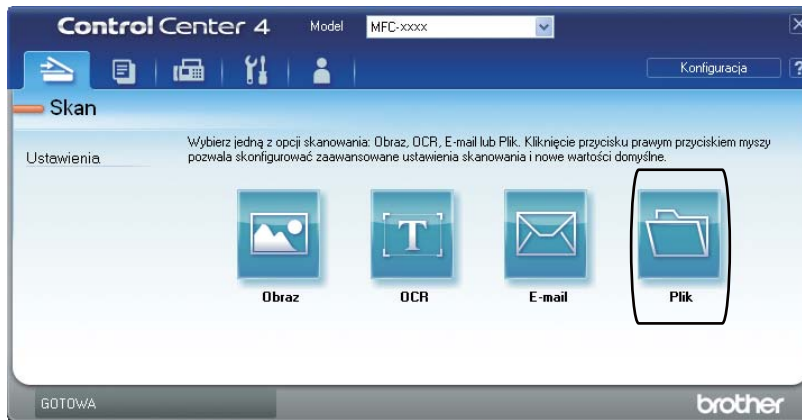 Control Center 4 Model MFC-xxxx
Konfiguracja ?
Skan
Ustawienia
Wybierz jedną z opcji skanowania: Obraz, OCR, E-mail lub Plik. Kliknięcie przycisku prawym przyciskiem myszy
pozwala skonfigurować zaawansowane ustawienia skanowania i nowe wartości domyślne.
T
Obraz OCR E-mail Plik
GOTOWA brother